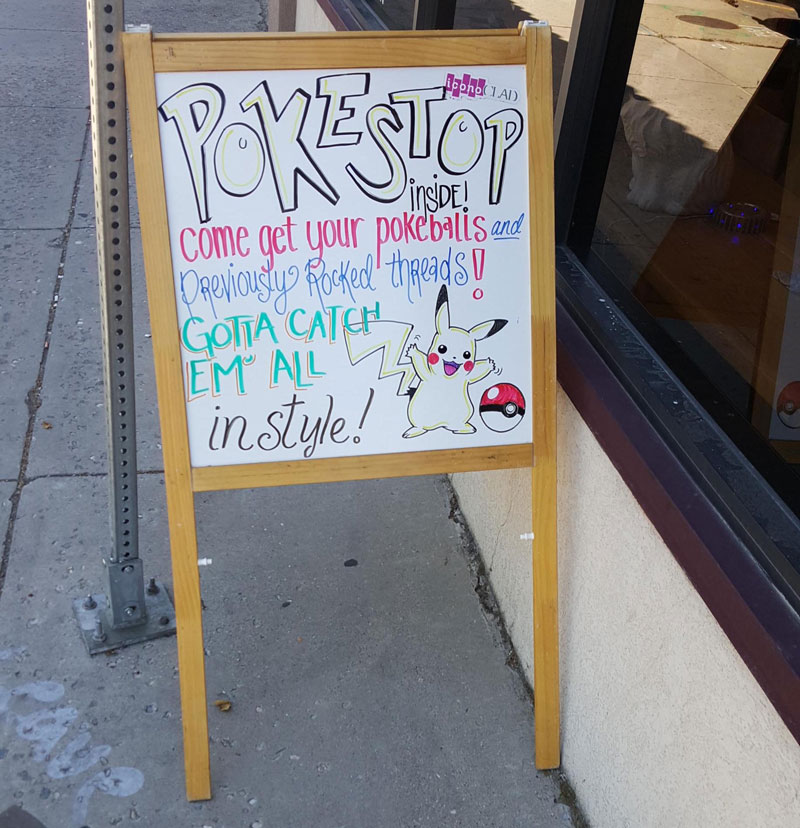 iconoCLAD
POKESTOP
inSiDE!
come get your pokeballs and
Previously Rocked threads!
GOTTA CATCH
EM' ALL
in style!